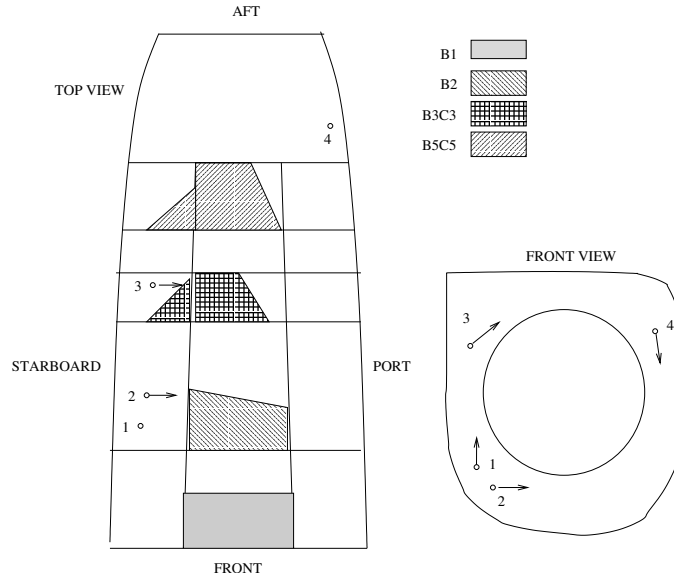 AFT
TOP VIEW
B1
B2
B3C3
B5C5
4
3
STARBOARD
PORT
2
1
FRONT
FRONT VIEW
3
4
1
2